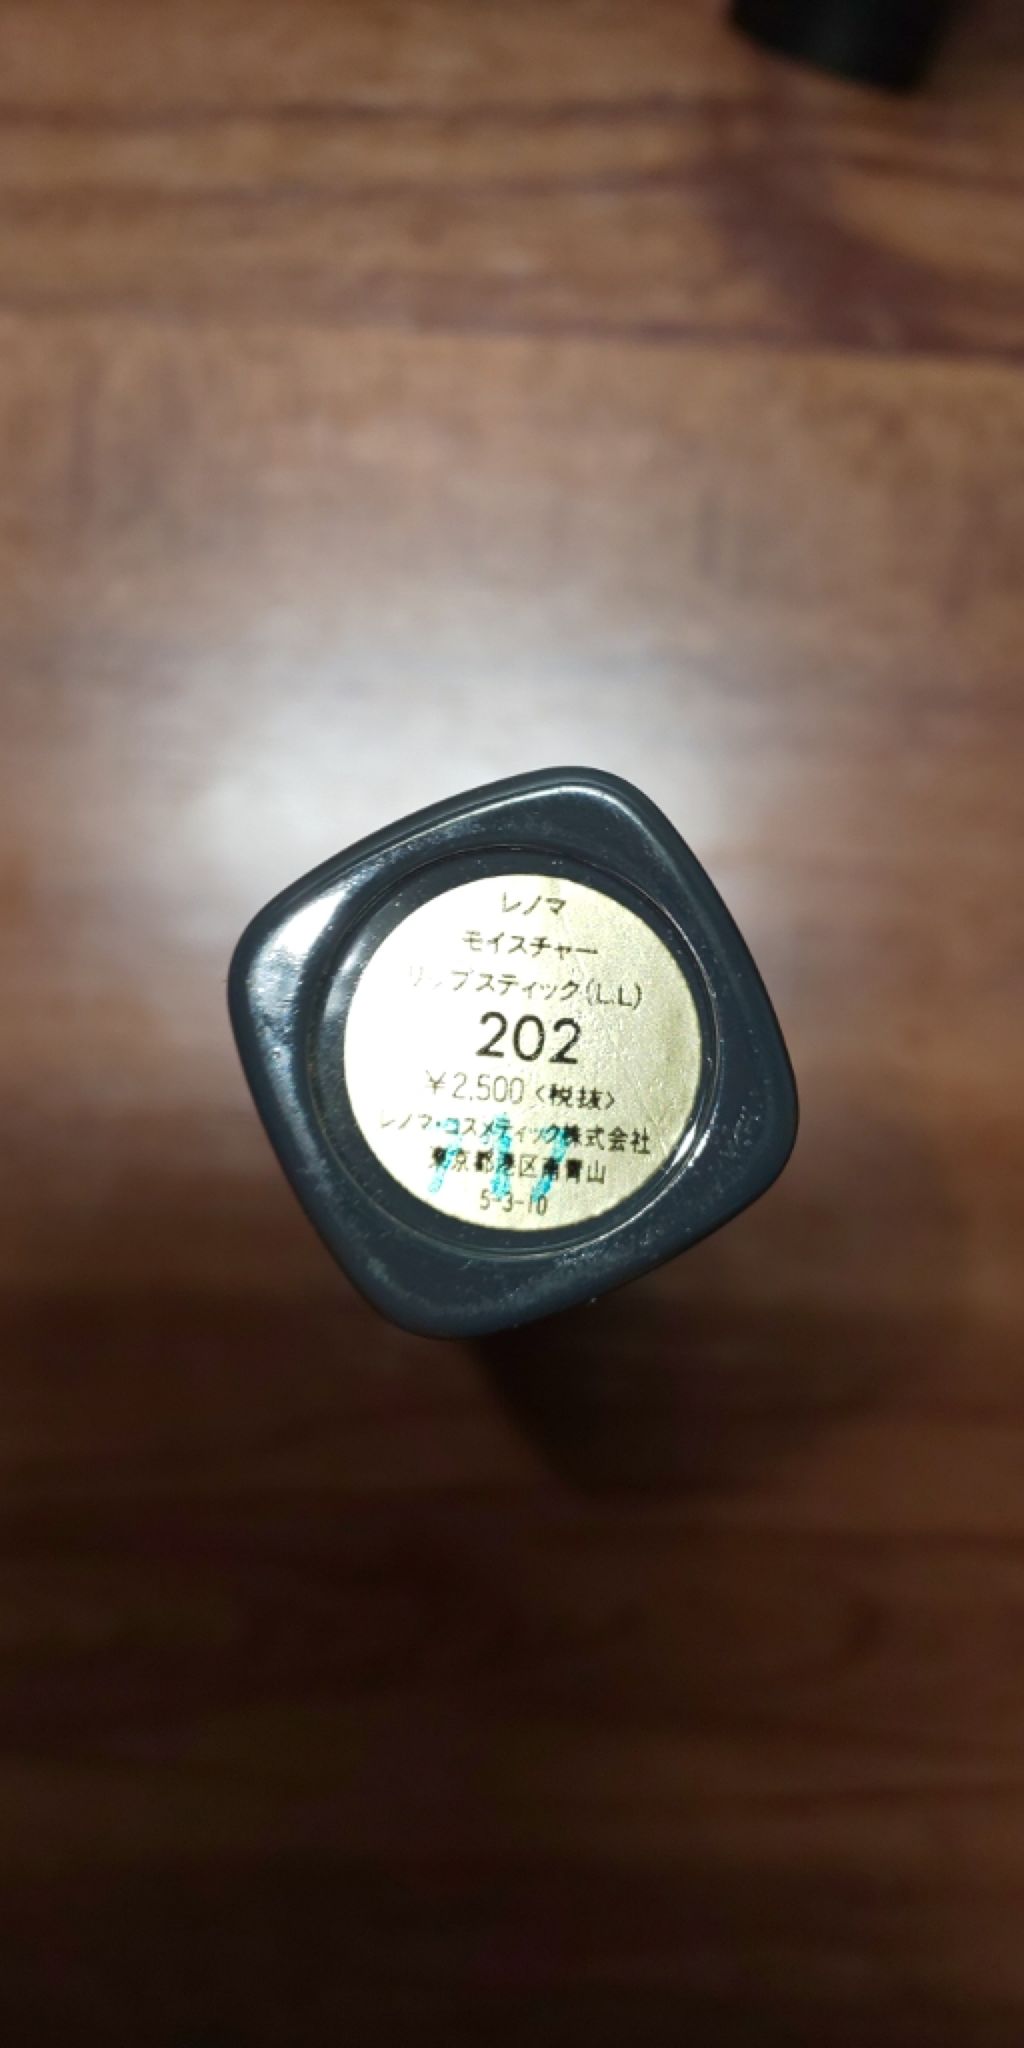 レノマ
モイスチャー
リップスティック(L.L)
202
¥2,500<税抜>
レノマ・コスメティック株式会社
東京都港区南青山
5-3-10